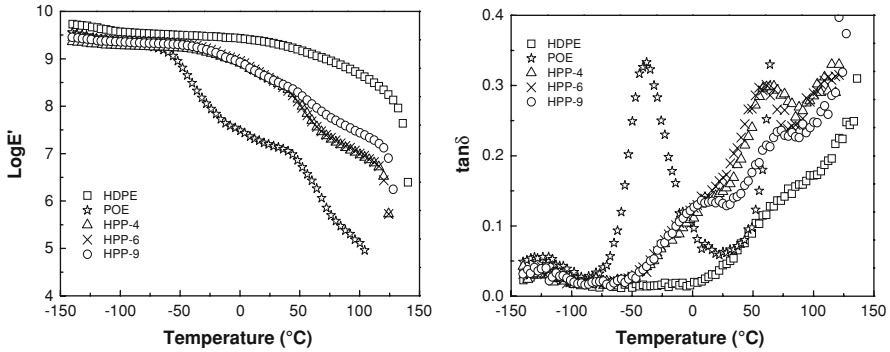 10
9
8
7
6
5
4
LogE'
HDPE
POE
HPP-4
HPP-6
HPP-9
-150 -100 -50 0 50 100 150
Temperature (°C)
0.4
0.3
0.2
0.1
0.0
tanδ
HDPE
POE
HPP-4
HPP-6
HPP-9
-150 -100 -50 0 50 100 150
Temperature (°C)